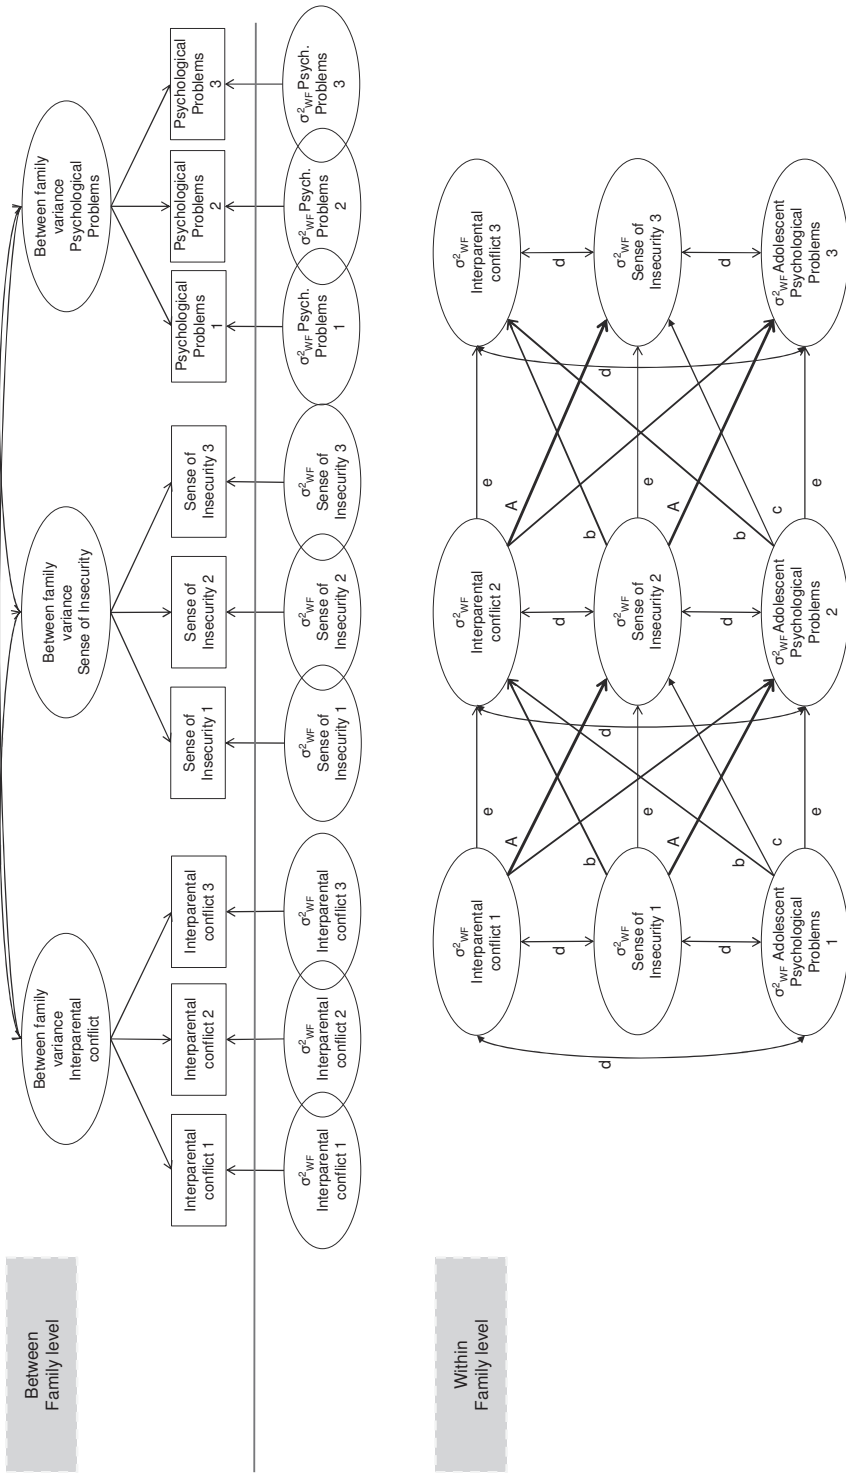 Between
Family level
Between family
variance
Interparental
conflict
Between family
variance
Sense of Insecurity
Between family
variance
Psychological
Problems
Interparental
conflict 1
Interparental
conflict 2
Interparental
conflict 3
Sense of
Insecurity 1
Sense of
Insecurity 2
Sense of
Insecurity 3
Psychological
Problems
1
Psychological
Problems
2
Psychological
Problems
3
σ²WF
Interparental
conflict 1
σ²WF
Interparental
conflict 2
σ²WF
Interparental
conflict 3
σ²WF
Sense of
Insecurity 1
σ²WF
Sense of
Insecurity 2
σ²WF
Sense of
Insecurity 3
σ²WF Psych.
Problems
1
σ²WF Psych.
Problems
2
σ²WF Psych.
Problems
3
Within
Family level
σ²WF
Interparental
conflict 1
e
σ²WF
Interparental
conflict 2
e
σ²WF
Interparental
conflict 3
d
A
d
A
d
d
b
d
b
d
σ²WF
Sense of
Insecurity 1
e
σ²WF
Sense of
Insecurity 2
e
σ²WF
Sense of
Insecurity 3
d
A
d
A
d
b
b
c
c
σ²WF Adolescent
Psychological
Problems
1
e
σ²WF Adolescent
Psychological
Problems
2
e
σ²WF Adolescent
Psychological
Problems
3